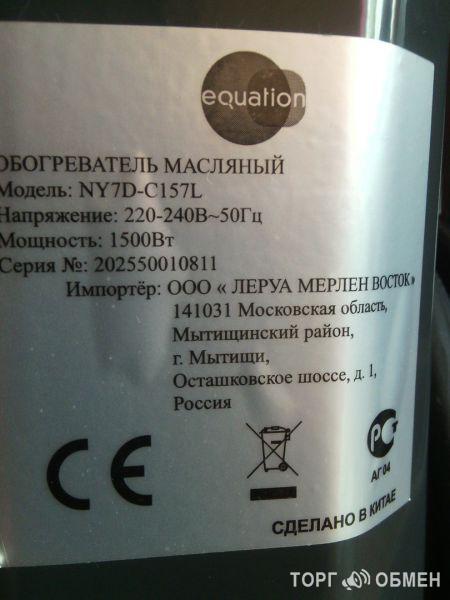 equation
ОБОГРЕВАТЕЛЬ МАСЛЯНЫЙ
Модель: NY7D-C157L
Напряжение: 220-240В~50Гц
Мощность: 1500Вт
Серия №: 202550010811
Импортёр: ООО « ЛЕРУА МЕРЛЕН ВОСТОК»
141031 Московская область,
Мытищинский район,
г. Мытищи,
Осташковское шоссе, д. 1,
Россия
CE
РСТ
АГ04
СДЕЛАНО В КИТАЕ
ТОРГ ОБМЕН